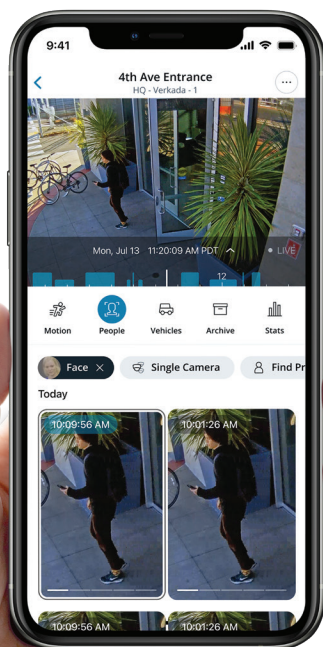 9:41
4th Ave Entrance
HQ - Verkada - 1
Mon, Jul 13 11:20:09 AM PDT
LIVE
12
Motion People Vehicles Archive Stats
Face Single Camera Find Pr
Today
10:09:56 AM 10:01:26 AM
10:09:56 AM 10:01:26 AM